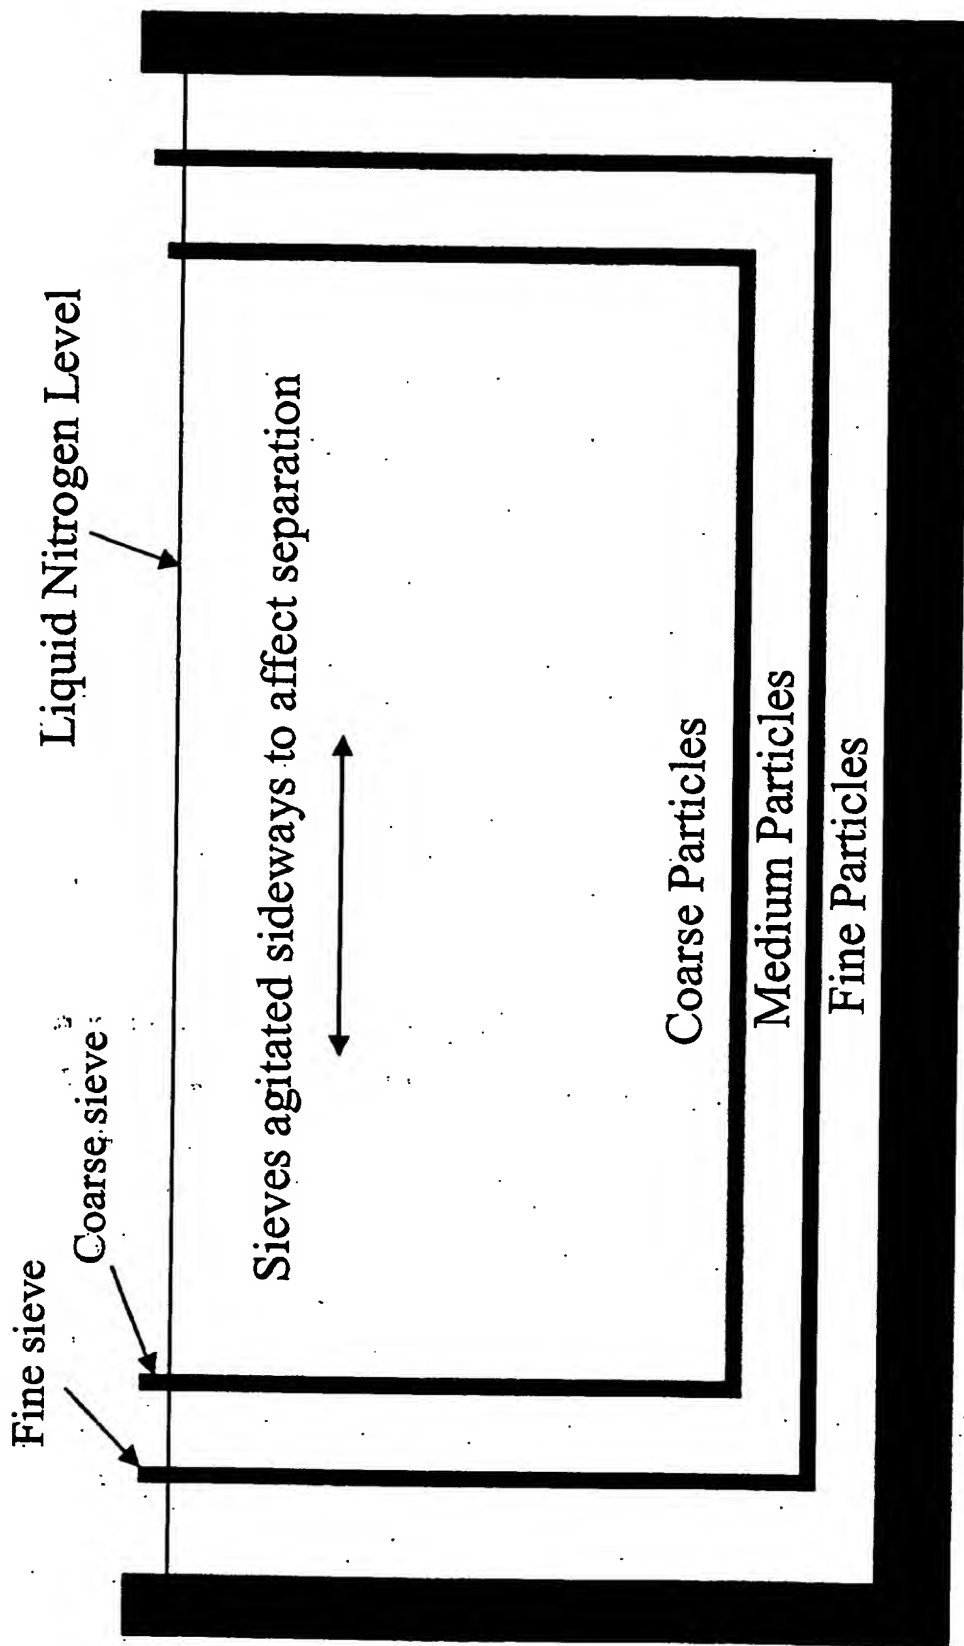 Liquid Nitrogen Level
Fine sieve
Coarse sieve
Sieves agitated sideways to affect separation
Coarse Particles
Medium Particles
Fine Particles